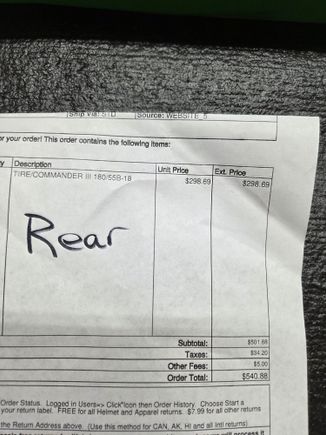 Ship Via: STD Source: WEBSITE_5
or your order! This order contains the following items:
y Description Unit Price Ext. Price
TIRE/COMMANDER III 180/55B-18 $298.69 $298.69
Rear
Subtotal: $501.68
Taxes: $34.20
Other Fees: $5.00
Order Total: $540.88
Order Status. Logged in Users=> Click"Icon then Order History. Choose Start a
your return label. FREE for all Helmet and Apparel returns. $7.99 for all other returns
the Return Address above. (Use this method for CAN, AK, HI and all Intl returns)
will process it